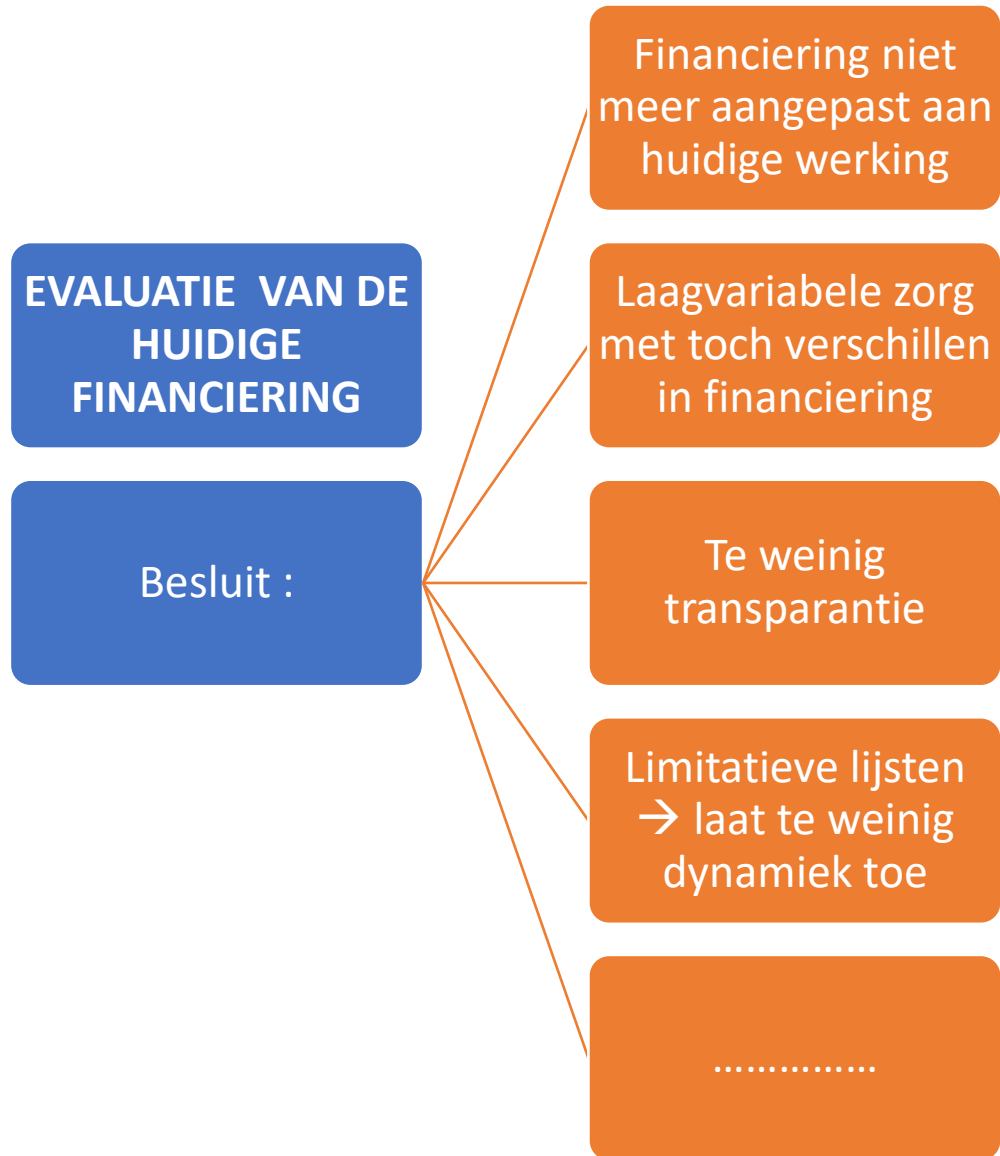 EVALUATIE VAN DE
HUIDIGE
FINANCIERING
Besluit :
Financiering niet
meer aangepast aan
huidige werking
Laagvariabele zorg
met toch verschillen
in financiering
Te weinig
transparantie
Limitatieve lijsten
→ laat te weinig
dynamiek toe
……………